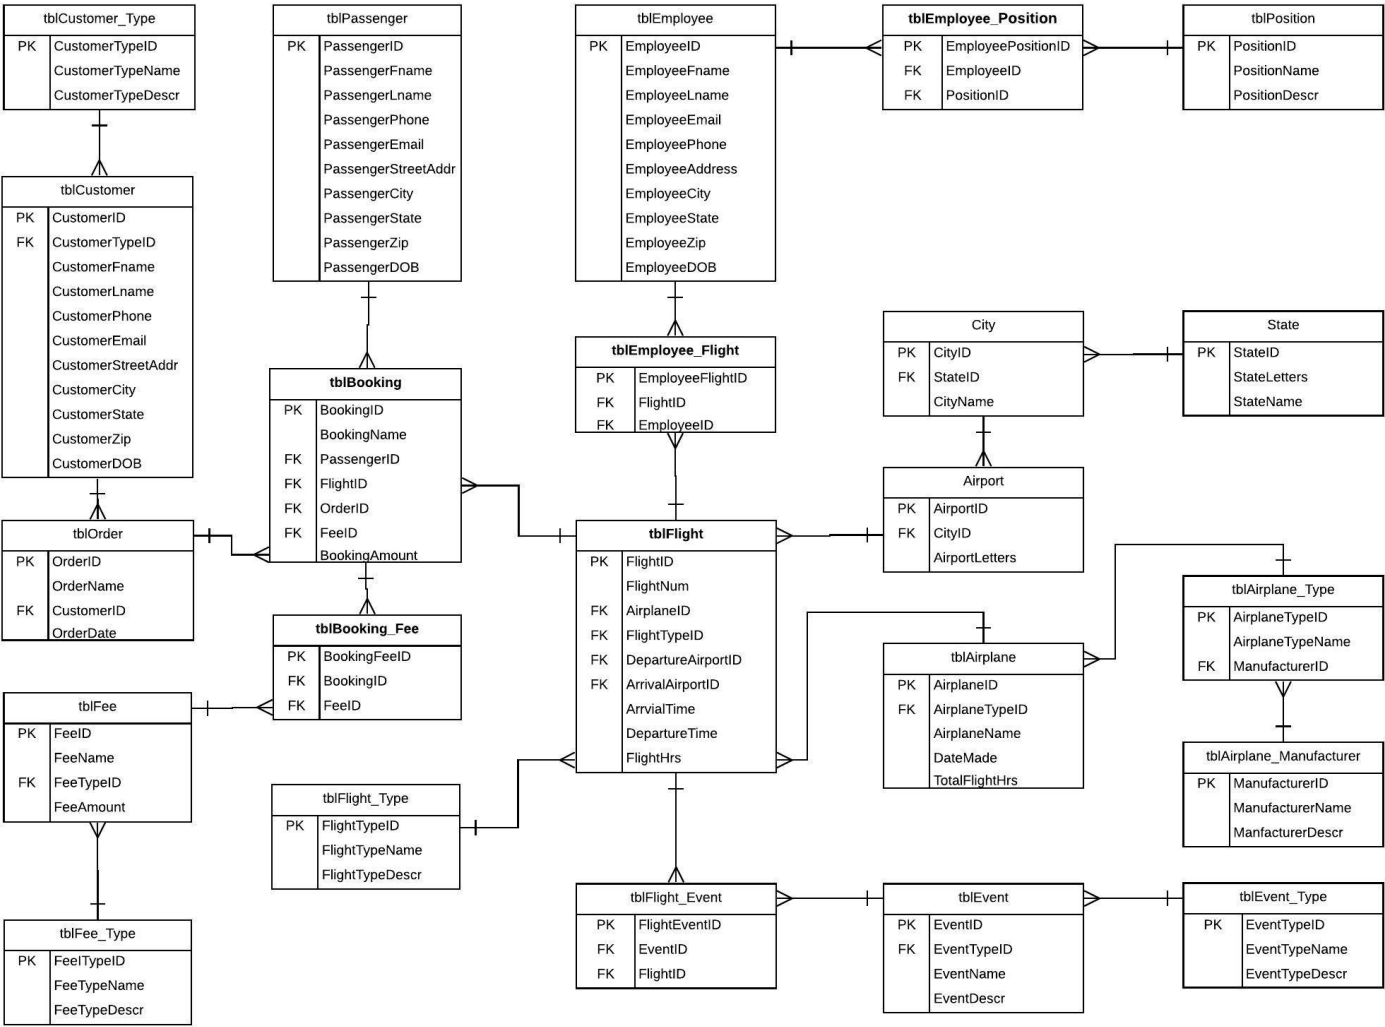 tblCustomer_Type
PK CustomerTypeID
CustomerTypeName
CustomerTypeDescr
tblPassenger
PK PassengerID
PassengerFname
PassengerLname
PassengerPhone
PassengerEmail
PassengerStreetAddr
PassengerCity
PassengerState
PassengerZip
PassengerDOB
tblEmployee
PK EmployeeID
EmployeeFname
EmployeeLname
EmployeeEmail
EmployeePhone
EmployeeAddress
EmployeeCity
EmployeeState
EmployeeZip
EmployeeDOB
tblEmployee_Position
PK EmployeePositionID
FK EmployeeID
FK PositionID
tblPosition
PK PositionID
PositionName
PositionDescr
tblCustomer
PK CustomerID
FK CustomerTypeID
CustomerFname
CustomerLname
CustomerPhone
CustomerEmail
CustomerStreetAddr
CustomerCity
CustomerState
CustomerZip
CustomerDOB
tblBooking
PK BookingID
BookingName
FK PassengerID
FK FlightID
FK OrderID
FK FeeID
BookingAmount
tblEmployee_Flight
PK EmployeeFlightID
FK FlightID
FK EmployeeID
City
PK CityID
FK StateID
CityName
State
PK StateID
StateLetters
StateName
Airport
PK AirportID
FK CityID
AirportLetters
tblOrder
PK OrderID
OrderName
FK CustomerID
OrderDate
tblBooking_Fee
PK BookingFeeID
FK BookingID
FK FeeID
tblFlight
PK FlightID
FlightNum
FK AirplaneID
FK FlightTypeID
FK DepartureAirportID
FK ArrivalAirportID
ArrvialTime
DepartureTime
FlightHrs
tblAirplane
PK AirplaneID
FK AirplaneTypeID
AirplaneName
DateMade
TotalFlightHrs
tblAirplane_Type
PK AirplaneTypeID
AirplaneTypeName
FK ManufacturerID
tblAirplane_Manufacturer
PK ManufacturerID
ManufacturerName
ManfacturerDescr
tblFee
PK FeeID
FeeName
FK FeeTypeID
FeeAmount
tblFlight_Type
PK FlightTypeID
FlightTypeName
FlightTypeDescr
tblFee_Type
PK FeeITypeID
FeeTypeName
FeeTypeDescr
tblFlight_Event
PK FlightEventID
FK EventID
FK FlightID
tblEvent
PK EventID
FK EventTypeID
EventName
EventDescr
tblEvent_Type
PK EventTypeID
EventTypeName
EventTypeDescr